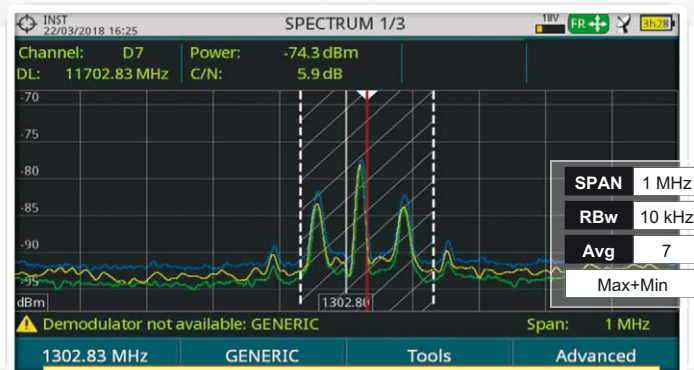 INST
22/03/2018 16:25
SPECTRUM 1/3
18V
FR
3h28
Channel: D7 Power: -74.3 dBm
DL: 11702.83 MHz C/N: 5.9 dB
-70
-75
-80
-85
-90
-95
dBm
1302.80
SPAN 1 MHz
RBw 10 kHz
Avg 7
Max+Min
Demodulator not available: GENERIC Span: 1 MHz
1302.83 MHz GENERIC Tools Advanced